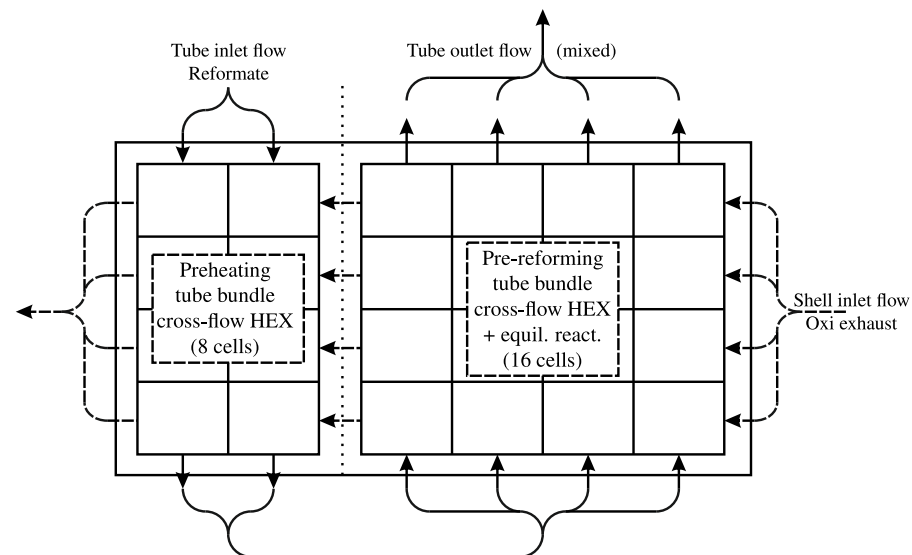 Tube inlet flow
Reformate
Tube outlet flow (mixed)
Preheating
tube bundle
cross-flow HEX
(8 cells)
Pre-reforming
tube bundle
cross-flow HEX
+ equil. react.
(16 cells)
Shell inlet flow
Oxi exhaust